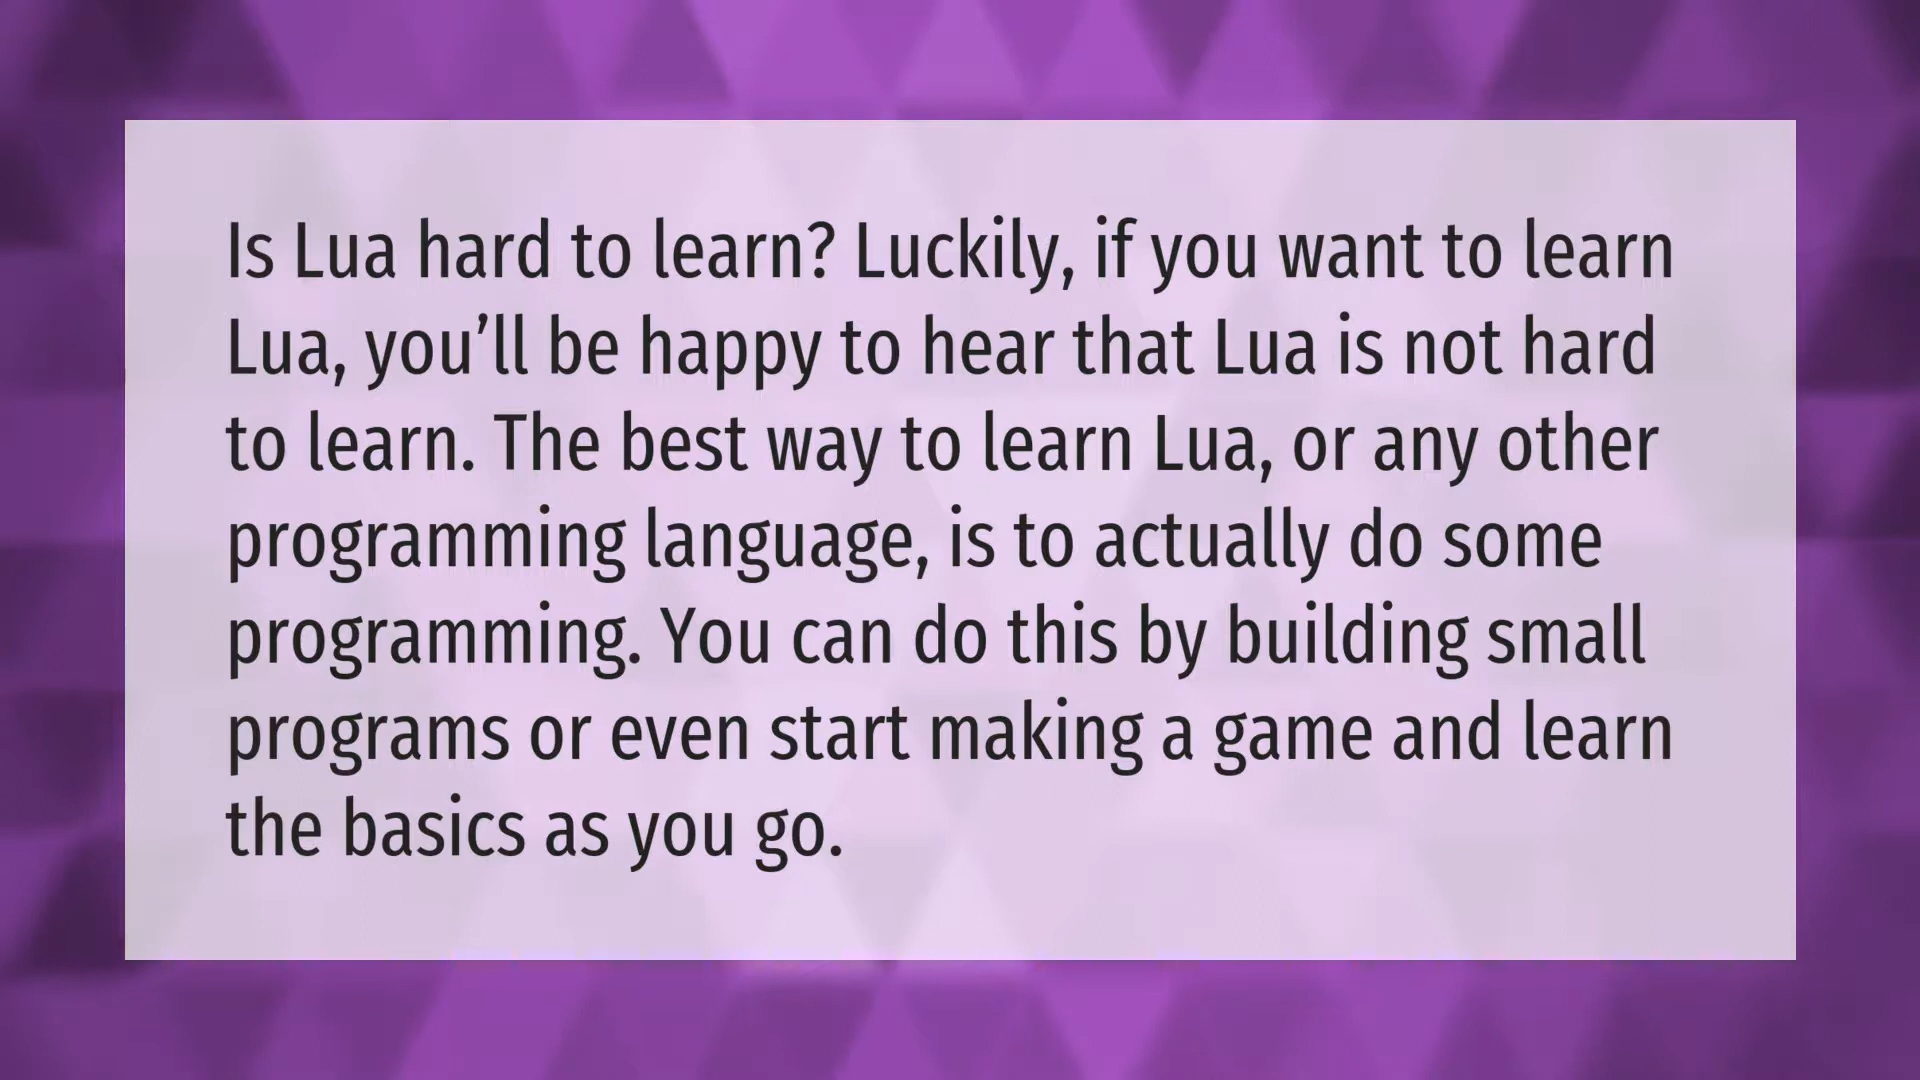 Is Lua hard to learn? Luckily, if you want to learn
Lua, you’ll be happy to hear that Lua is not hard
to learn. The best way to learn Lua, or any other
programming language, is to actually do some
programming. You can do this by building small
programs or even start making a game and learn
the basics as you go.